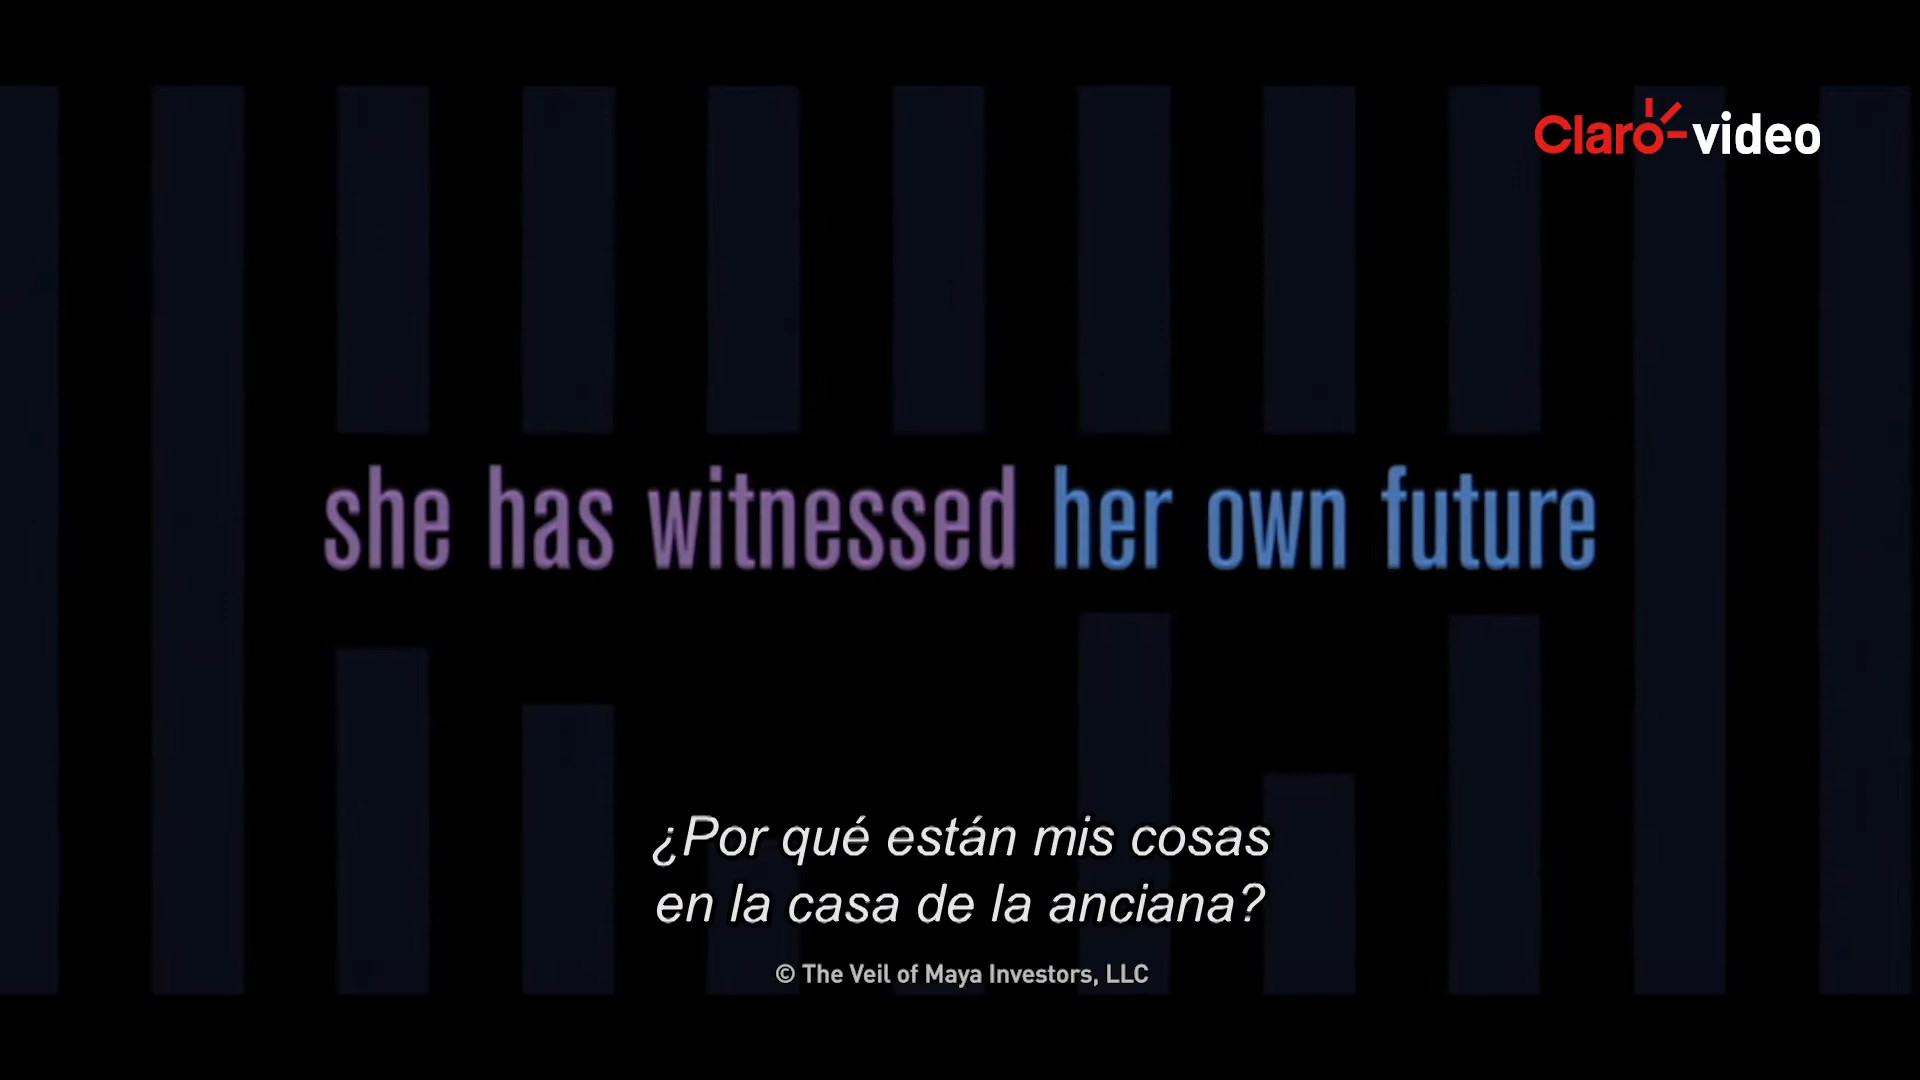 Claro-video
she has witnessed her own future
¿Por qué están mis cosas
en la casa de la anciana?
© The Veil of Maya Investors, LLC